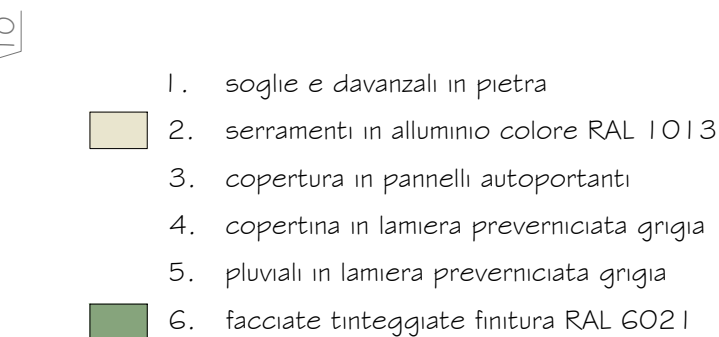 10
1. soglie e davanzali in pietra
2. serramenti in alluminio colore RAL 1013
3. copertura in pannelli autoportanti
4. copertina in lamiera preverniciata grigia
5. pluviali in lamiera preverniciata grigia
6. facciate tinteggiate finitura RAL 6021